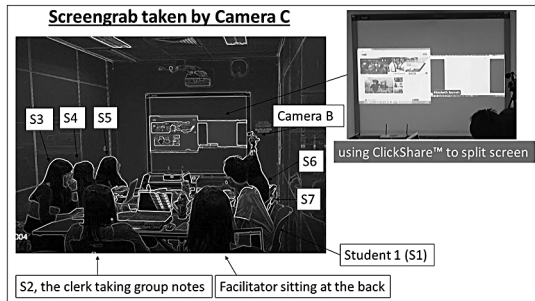 Screengrab taken by Camera C
S3
S4
S5
Camera B
using ClickShare™ to split screen
S6
S7
004
Student 1 (S1)
S2, the clerk taking group notes
Facilitator sitting at the back